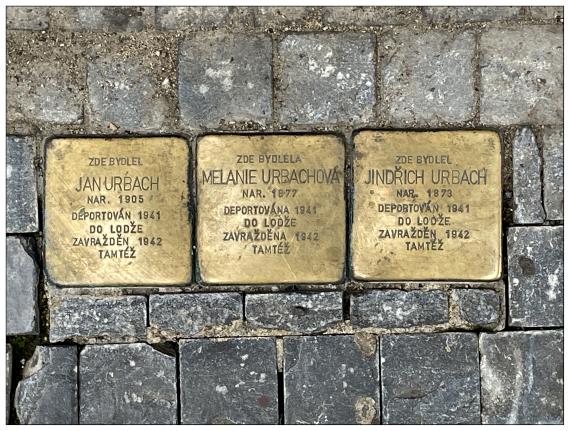 ZDE BYDLEL
JAN URBACH
NAR. 1905
DEPORTOVÁN 1941
DO LODŽE
ZAVRAŽDĚN 1942
TAMTÉŽ
ZDE BYDLELA
MELANIE URBACHOVÁ
NAR. 1877
DEPORTOVÁNA 1941
DO LODŽE
ZAVRAŽDĚNA 1942
TAMTÉŽ
ZDE BYDLEL
JINDŘICH URBACH
NAR. 1873
DEPORTOVÁN 1941
DO LODŽE
ZAVRAŽDĚN 1942
TAMTÉŽ